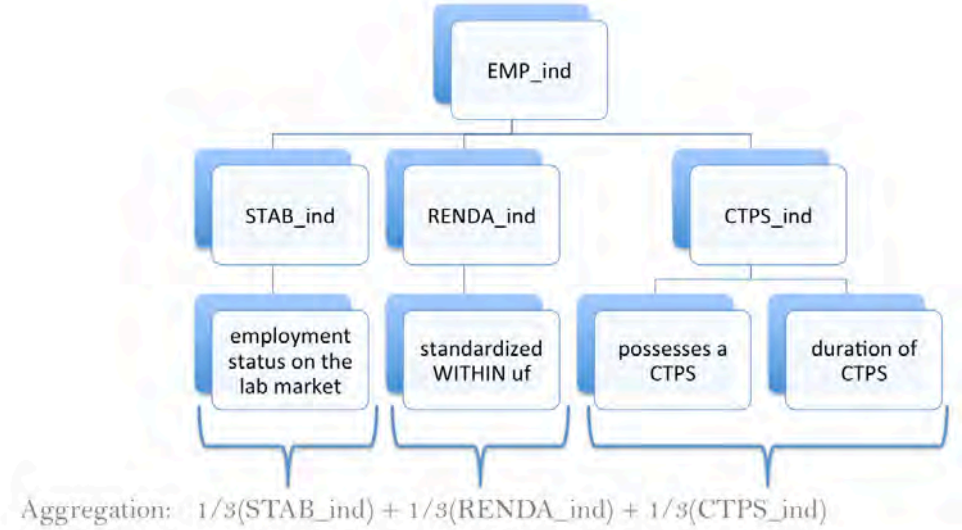 EMP_ind
STAB_ind
RENDA_ind
CTPS_ind
employment
status on the
lab market
standardized
WITHIN uf
possesses a
CTPS
duration of
CTPS
Aggregation: 1/3(STAB_ind) + 1/3(RENDA_ind) + 1/3(CTPS_ind)